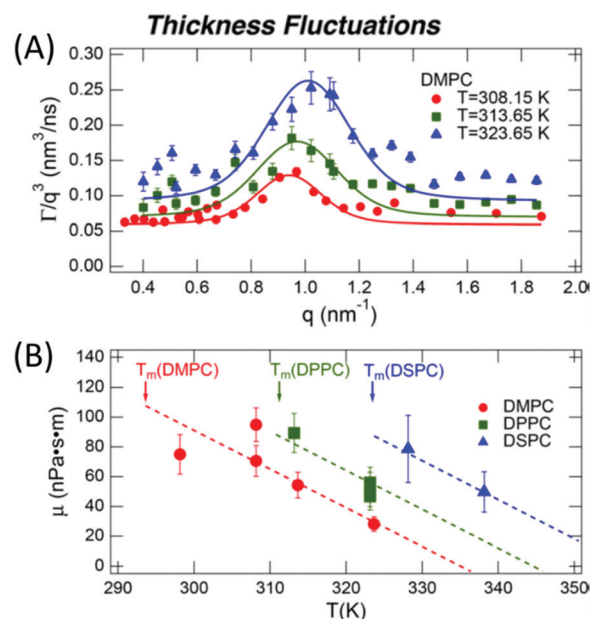 Thickness Fluctuations
(A)
0.30
0.25
0.20
0.15
0.10
0.05
0.00
Γ/q³ (nm³/ns)
DMPC
T=308.15 K
T=313.65 K
T=323.65 K
0.4 0.6 0.8 1.0 1.2 1.4 1.6 1.8 2.0
q (nm⁻¹)
(B)
140
120
100
80
60
40
20
0
μ (nPa•s•m)
Tm(DMPC) Tm(DPPC) Tm(DSPC)
DMPC
DPPC
DSPC
290 300 310 320 330 340 350
T(K)